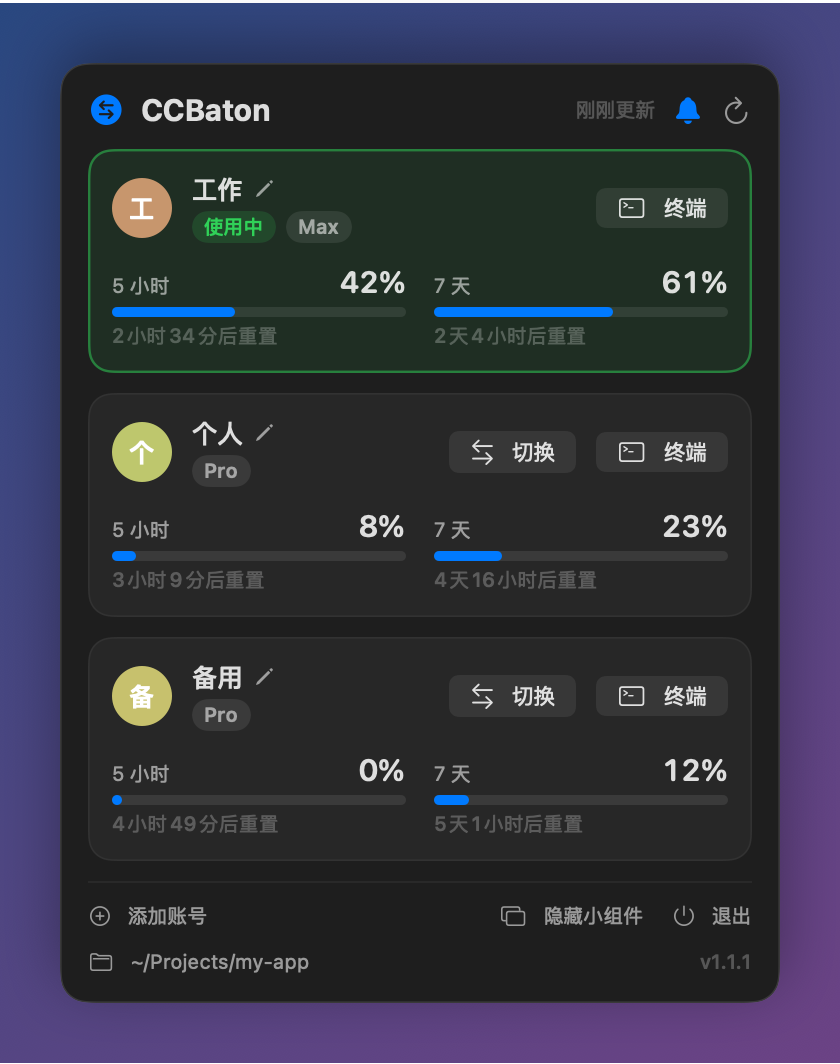 CCBaton 刚刚更新
工 工作 终端
使用中 Max
5 小时 42% 7 天 61%
2小时34分后重置 2天4小时后重置
个 个人 切换 终端
Pro
5 小时 8% 7 天 23%
3小时9分后重置 4天16小时后重置
备 备用 切换 终端
Pro
5 小时 0% 7 天 12%
4小时49分后重置 5天1小时后重置
添加账号 隐藏小组件 退出
~/Projects/my-app v1.1.1